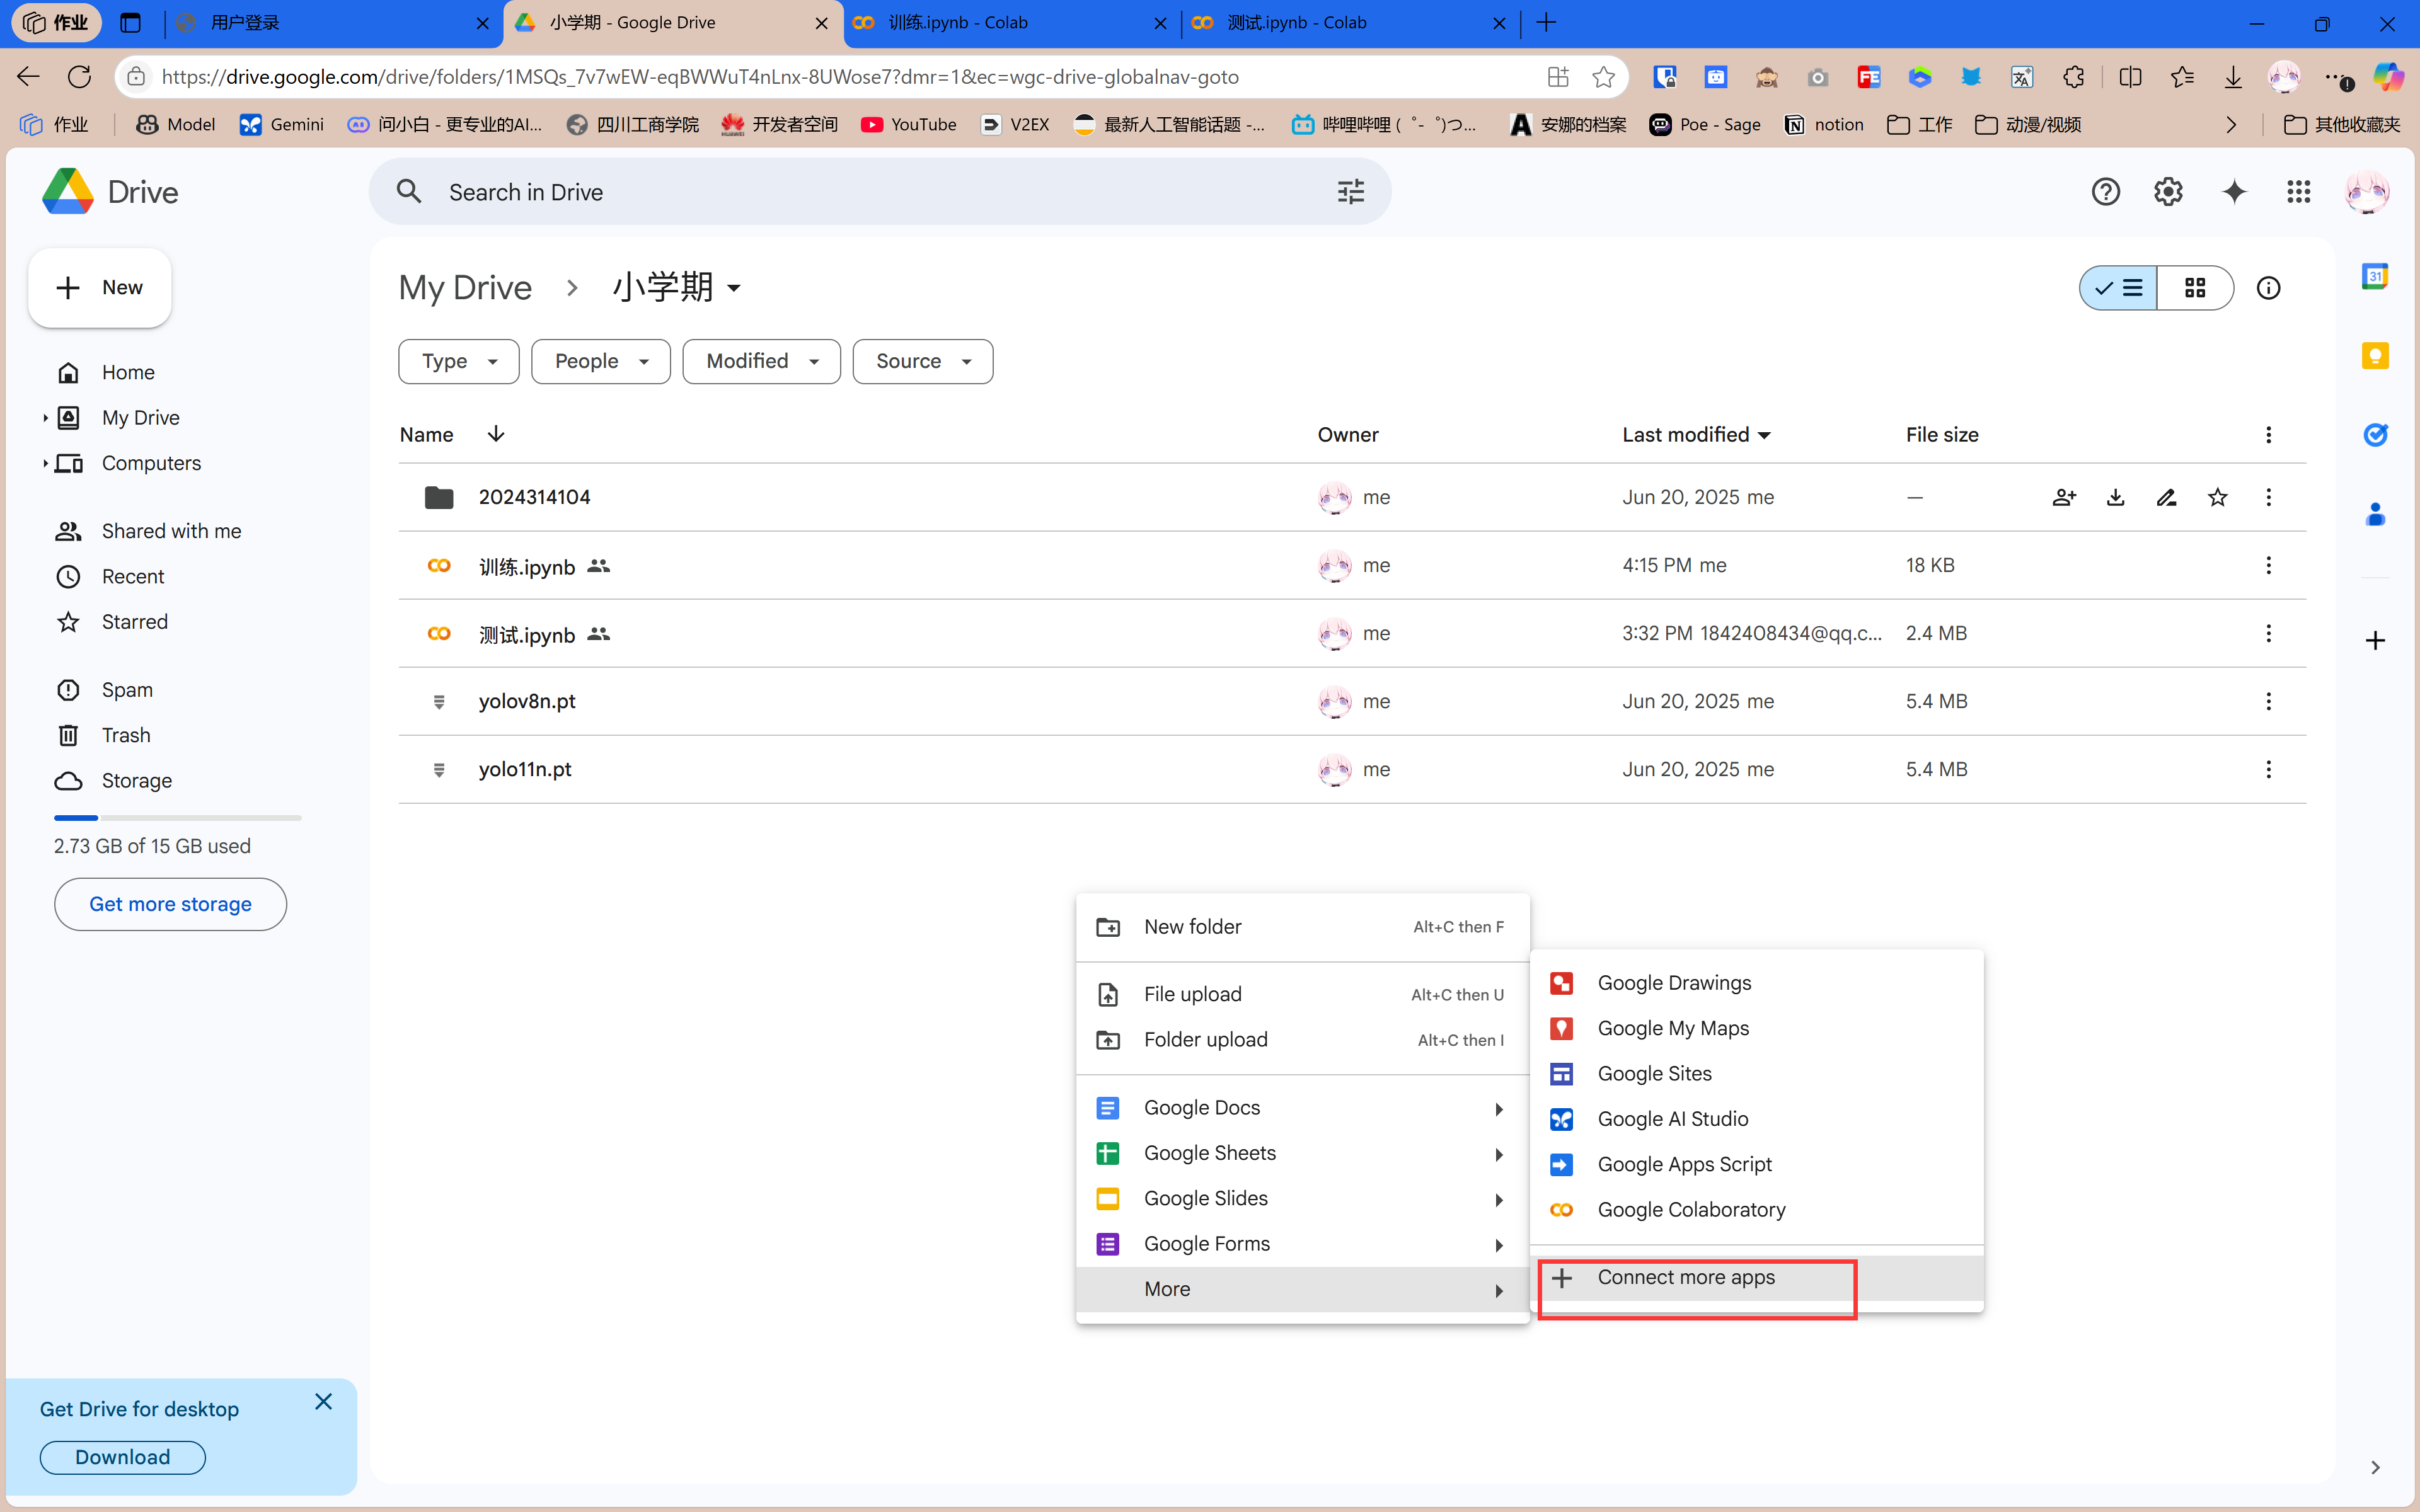 作业
用户登录
小学期 - Google Drive
训练.ipynb - Colab
测试.ipynb - Colab
https://drive.google.com/drive/folders/1MSQs_7v7wEW-eqBWWuT4nLnx-8UWose7?dmr=1&ec=wgc-drive-globalnav-goto
作业
Model
Gemini
问小白 - 更专业的AI...
四川工商学院
开发者空间
YouTube
V2EX
最新人工智能话题 -...
哔哩哔哩 ( ゜- ゜)つ...
安娜的档案
Poe - Sage
notion
工作
动漫/视频
其他收藏夹
Drive
Search in Drive
New
My Drive
小学期
Home
My Drive
Computers
Shared with me
Recent
Starred
Spam
Trash
Storage
2.73 GB of 15 GB used
Get more storage
Type
People
Modified
Source
Name
Owner
Last modified
File size
2024314104
me
Jun 20, 2025 me
—
训练.ipynb
me
4:15 PM me
18 KB
测试.ipynb
me
3:32 PM 1842408434@qq.c...
2.4 MB
yolov8n.pt
me
Jun 20, 2025 me
5.4 MB
yolo11n.pt
me
Jun 20, 2025 me
5.4 MB
New folder
Alt+C then F
File upload
Alt+C then U
Folder upload
Alt+C then I
Google Docs
Google Sheets
Google Slides
Google Forms
More
Google Drawings
Google My Maps
Google Sites
Google AI Studio
Google Apps Script
Google Colaboratory
Connect more apps
Get Drive for desktop
Download
31